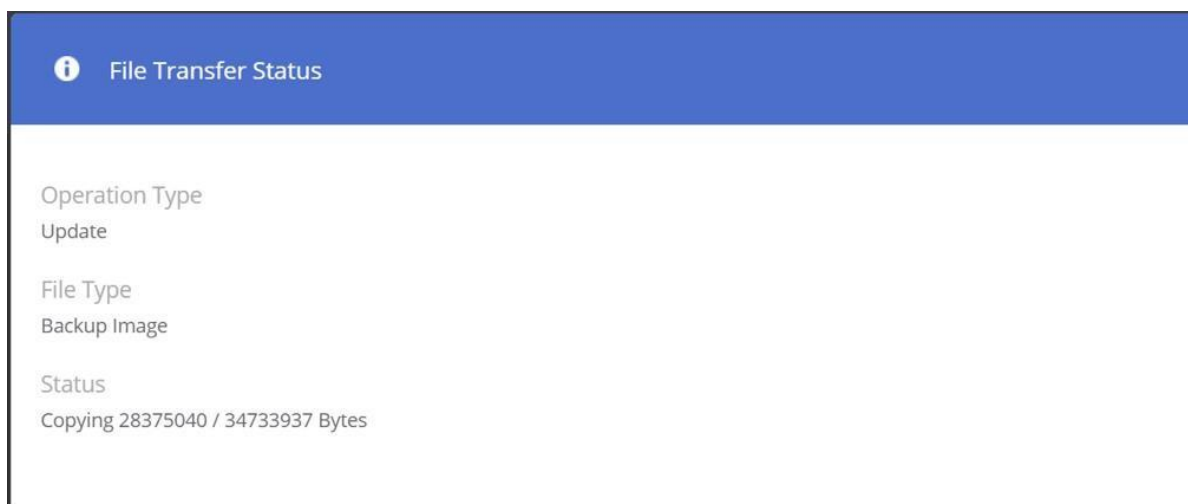 File Transfer Status
Operation Type
Update
File Type
Backup Image
Status
Copying 28375040 / 34733937 Bytes